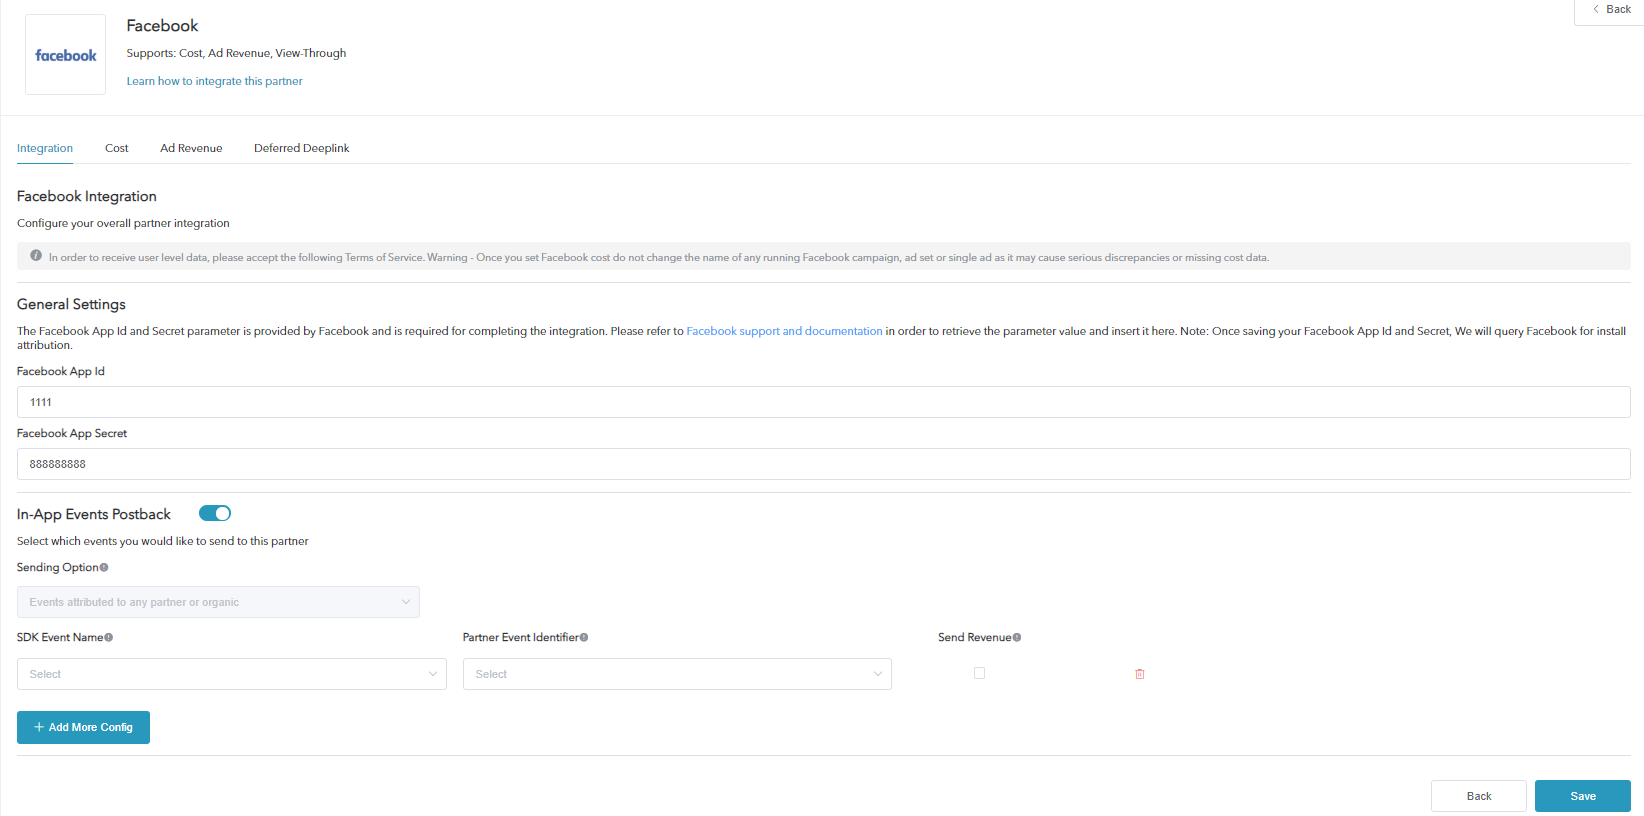 Back
Facebook
facebook
Supports: Cost, Ad Revenue, View-Through
Learn how to integrate this partner
Integration Cost Ad Revenue Deferred Deeplink
Facebook Integration
Configure your overall partner integration
In order to receive user level data, please accept the following Terms of Service. Warning - Once you set Facebook cost do not change the name of any running Facebook campaign, ad set or single ad as it may cause serious discrepancies or missing cost data.
General Settings
The Facebook App Id and Secret parameter is provided by Facebook and is required for completing the integration. Please refer to Facebook support and documentation in order to retrieve the parameter value and insert it here. Note: Once saving your Facebook App Id and Secret, We will query Facebook for install
attribution.
Facebook App Id
1111
Facebook App Secret
888888888
In-App Events Postback
Select which events you would like to send to this partner
Sending Option
Events attributed to any partner or organic
SDK Event Name Partner Event Identifier Send Revenue
Select Select
+ Add More Config
Back Save